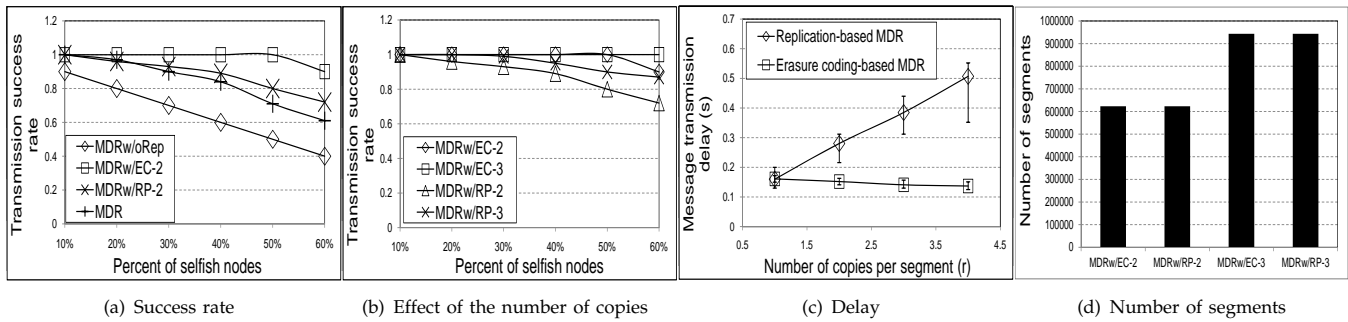 Transmission success
rate
1.2
1
0.8
0.6
0.4
0.2
0
MDRw/oRep
MDRw/EC-2
MDRw/RP-2
MDR
10% 20% 30% 40% 50% 60%
Percent of selfish nodes
(a) Success rate
Transmission success
rate
1.2
1
0.8
0.6
0.4
0.2
0
MDRw/EC-2
MDRw/EC-3
MDRw/RP-2
MDRw/RP-3
10% 20% 30% 40% 50% 60%
Percent of selfish nodes
(b) Effect of the number of copies
Message transmission
delay (s)
0.7
0.6
0.5
0.4
0.3
0.2
0.1
0
Replication-based MDR
Erasure coding-based MDR
0.5 1.5 2.5 3.5 4.5
Number of copies per segment (r)
(c) Delay
Number of segments
1000000
900000
800000
700000
600000
500000
400000
300000
200000
100000
0
MDRw/EC-2 MDRw/RP-2 MDRw/EC-3 MDRw/RP-3
(d) Number of segments